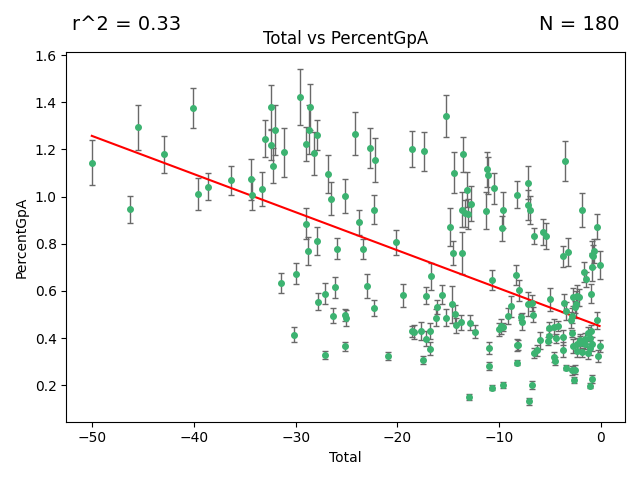 r^2 = 0.33
N = 180
Total vs PercentGpA
1.6
1.4
1.2
1.0
0.8
0.6
0.4
0.2
PercentGpA
−50
−40
−30
−20
−10
0
Total